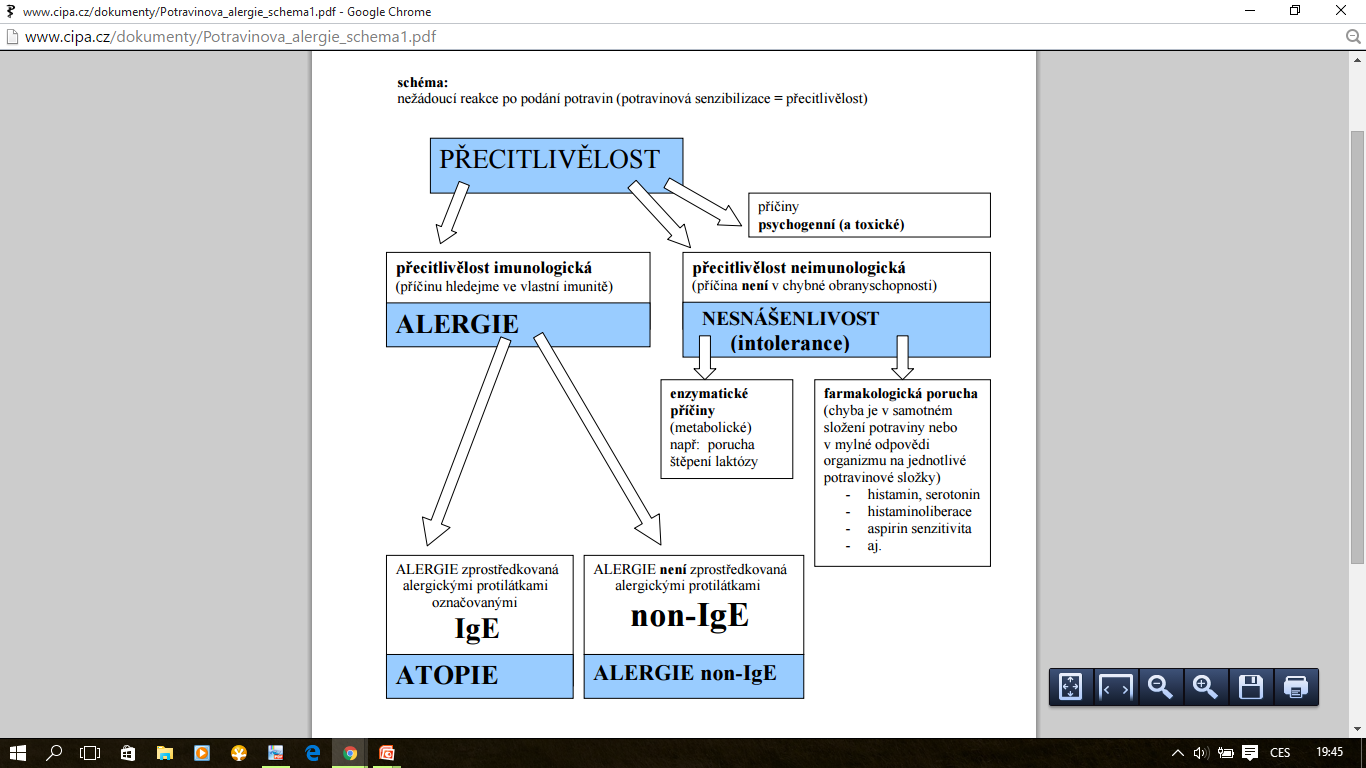 www.cipa.cz/dokumenty/Potravinova_alergie_schema1.pdf - Google Chrome
www.cipa.cz/dokumenty/Potravinova_alergie_schema1.pdf
schéma:
nežádoucí reakce po podání potravin (potravinová senzibilizace = přecitlivělost)
PŘECITLIVĚLOST
příčiny
psychogenní (a toxické)
přecitlivělost imunologická
(příčinu hledejme ve vlastní imunitě)
ALERGIE
přecitlivělost neimunologická
(příčina není v chybné obranyschopnosti)
NESNÁŠENLIVOST
(intolerance)
enzymatické
příčiny
(metabolické)
např: porucha
štěpení laktózy
farmakologická porucha
(chyba je v samotném
složení potraviny nebo
v mylné odpovědi
organizmu na jednotlivé
potravinové složky)
- histamin, serotonin
- histaminoliberace
- aspirin senzitivita
- aj.
ALERGIE zprostředkovaná
alergickými protilátkami
označovanými
IgE
ATOPIE
ALERGIE není zprostředkovaná
alergickými protilátkami
non-IgE
ALERGIE non-IgE
CES
19:45